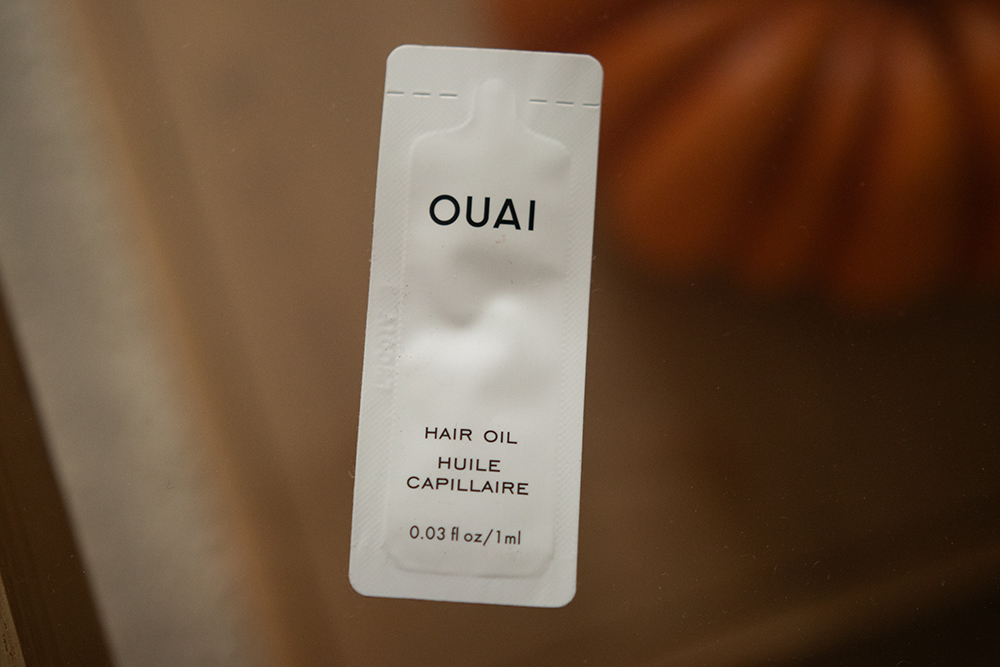 OUAI
HAIR OIL
HUILE
CAPILLAIRE
0.03 fl oz/1ml